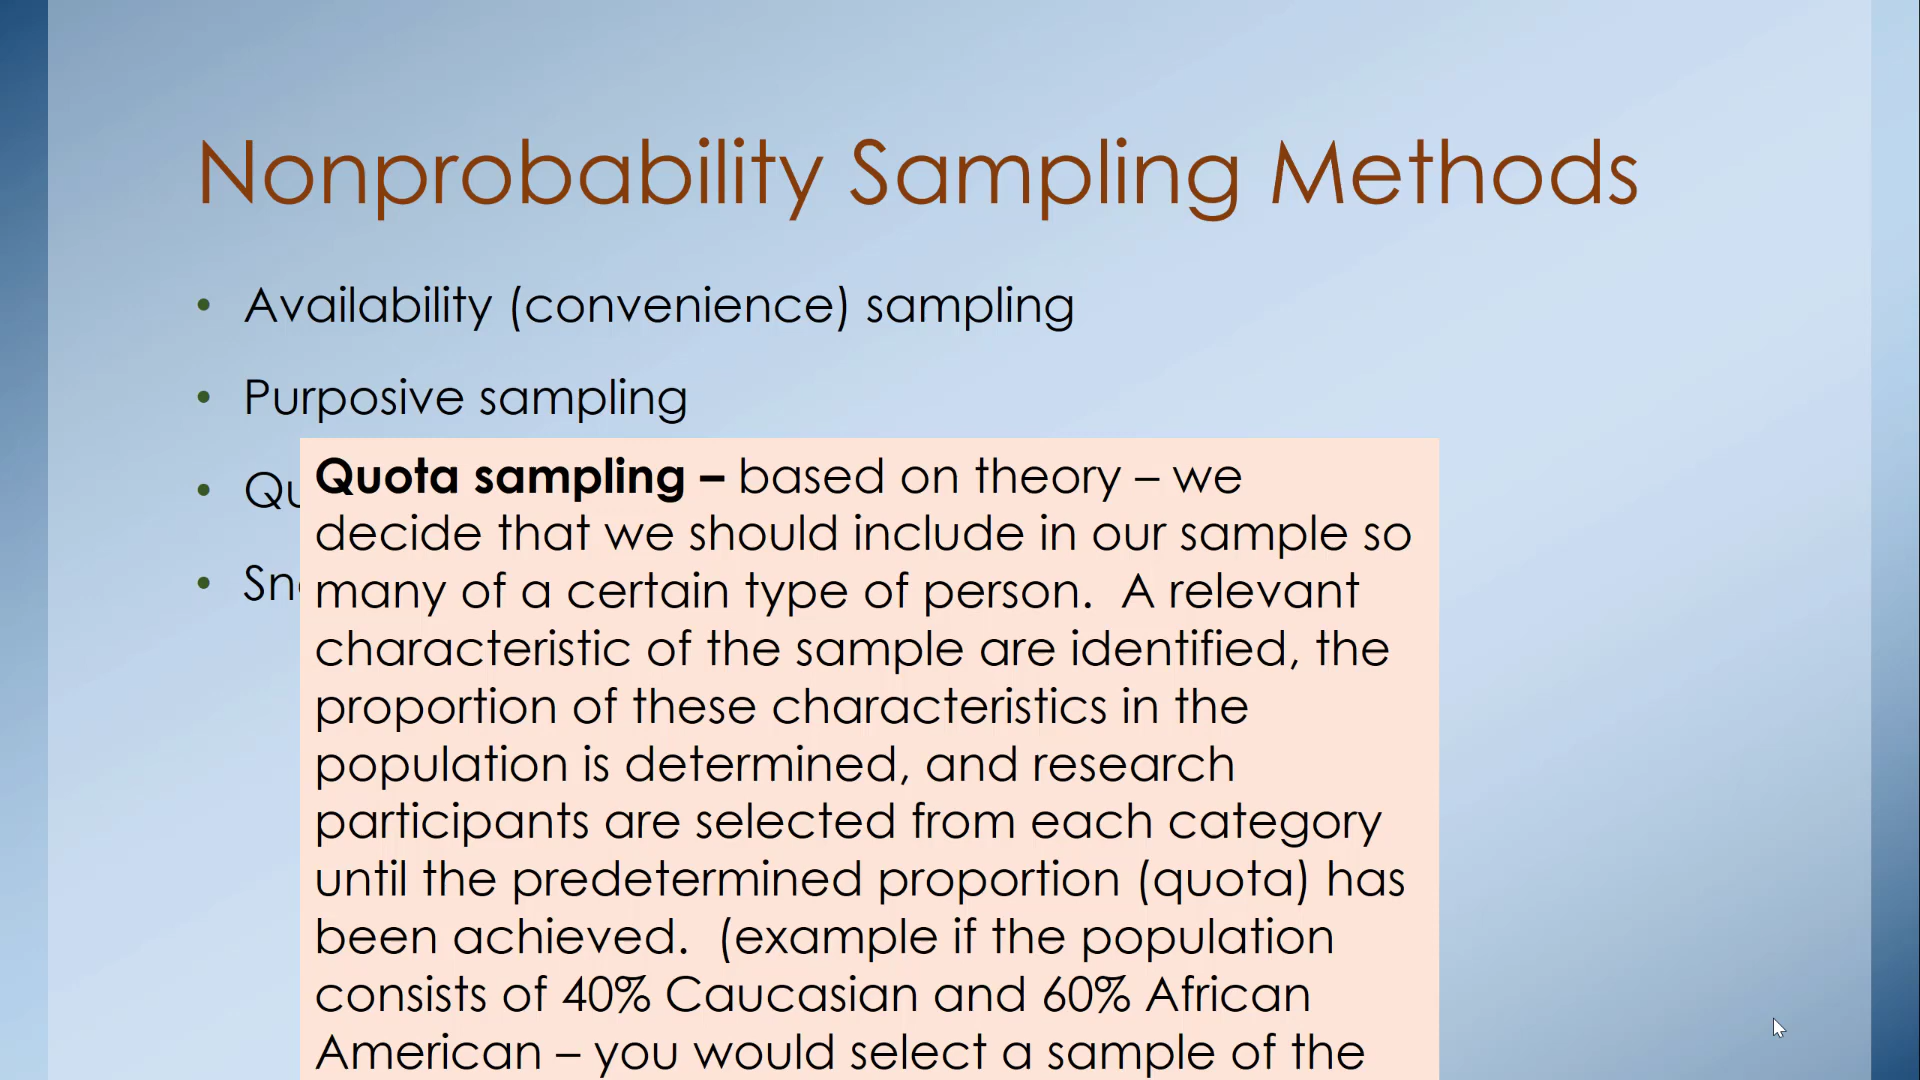 Nonprobability Sampling Methods
• Availability (convenience) sampling
• Purposive sampling
Quota sampling – based on theory – we
decide that we should include in our sample so
many of a certain type of person.  A relevant
characteristic of the sample are identified, the
proportion of these characteristics in the
population is determined, and research
participants are selected from each category
until the predetermined proportion (quota) has
been achieved.  (example if the population
consists of 40% Caucasian and 60% African
American – you would select a sample of the